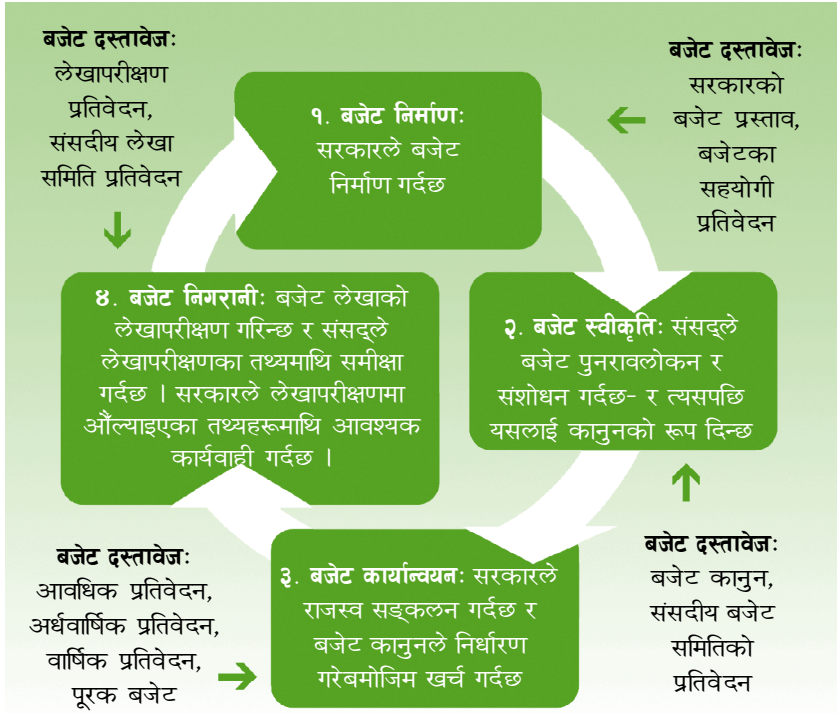 बजेट दस्तावेजः
लेखापरीक्षण
प्रतिवेदन,
संसदीय लेखा
समिति प्रतिवेदन
१. बजेट निर्माणः
सरकारले बजेट
निर्माण गर्दछ
बजेट दस्तावेजः
सरकारको
बजेट प्रस्ताव,
बजेटका
सहयोगी
प्रतिवेदन
४. बजेट निगरानीः बजेट लेखाको
लेखापरीक्षण गरिन्छ र संसद्ले
लेखापरीक्षणका तथ्यमाथि समीक्षा
गर्दछ । सरकारले लेखापरीक्षणमा
औँल्याइएका तथ्यहरूमाथि आवश्यक
कार्यवाही गर्दछ ।
२. बजेट स्वीकृतिः संसद्ले
बजेट पुनरावलोकन र
संशोधन गर्दछ- र त्यसपछि
यसलाई कानुनको रूप दिन्छ
बजेट दस्तावेजः
आवधिक प्रतिवेदन,
अर्धवार्षिक प्रतिवेदन,
वार्षिक प्रतिवेदन,
पूरक बजेट
३. बजेट कार्यान्वयनः सरकारले
राजस्व सङ्कलन गर्दछ र
बजेट कानुनले निर्धारण
गरेबमोजिम खर्च गर्दछ
बजेट दस्तावेजः
बजेट कानुन,
संसदीय बजेट
समितिको
प्रतिवेदन